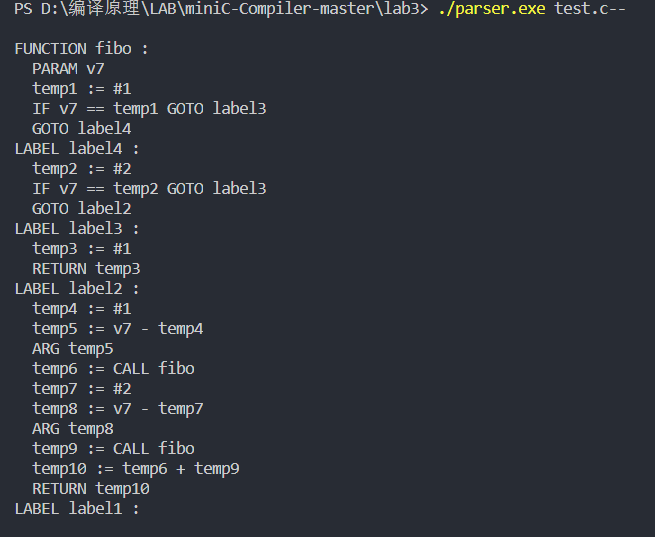 PS D:\编译原理\LAB\miniC-Compiler-master\lab3> ./parser.exe test.c--
FUNCTION fibo :
  PARAM v7
  temp1 := #1
  IF v7 == temp1 GOTO label3
  GOTO label4
LABEL label4 :
  temp2 := #2
  IF v7 == temp2 GOTO label3
  GOTO label2
LABEL label3 :
  temp3 := #1
  RETURN temp3
LABEL label2 :
  temp4 := #1
  temp5 := v7 - temp4
  ARG temp5
  temp6 := CALL fibo
  temp7 := #2
  temp8 := v7 - temp7
  ARG temp8
  temp9 := CALL fibo
  temp10 := temp6 + temp9
  RETURN temp10
LABEL label1 :